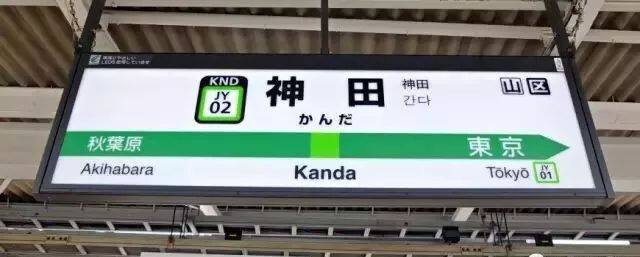 KND
JY
02
神田
かんだ
神田
간다
山 区
秋葉原
東京
Akihabara
Kanda
Tōkyō
JY
01